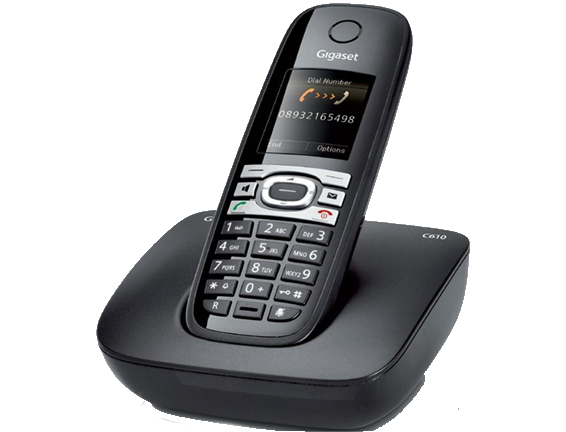 Gigaset
Dial Number
08932165498
End Options
1 2 ABC DEF 3
4 GHI 5 JKL MNO 6
7 PQRS 8 TUV WXYZ 9
* 0 + #
R
C610